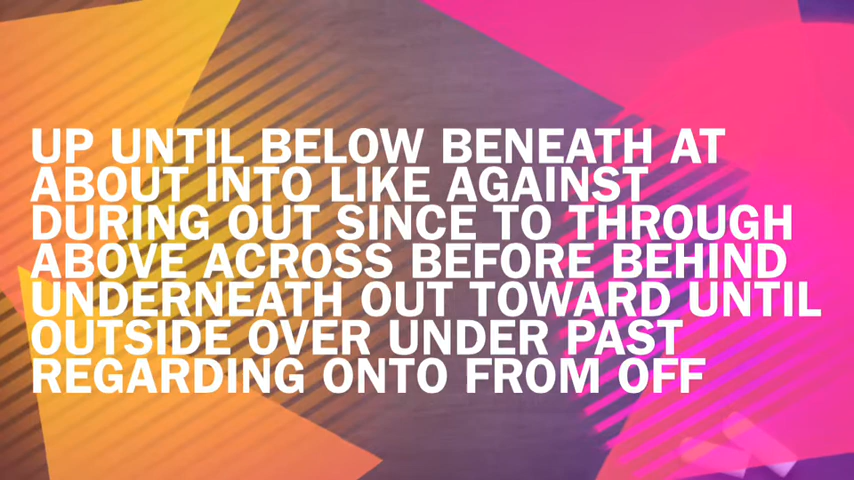 UP UNTIL BELOW BENEATH AT
ABOUT INTO LIKE AGAINST
DURING OUT SINCE TO THROUGH
ABOVE ACROSS BEFORE BEHIND
UNDERNEATH OUT TOWARD UNTIL
OUTSIDE OVER UNDER PAST
REGARDING ONTO FROM OFF